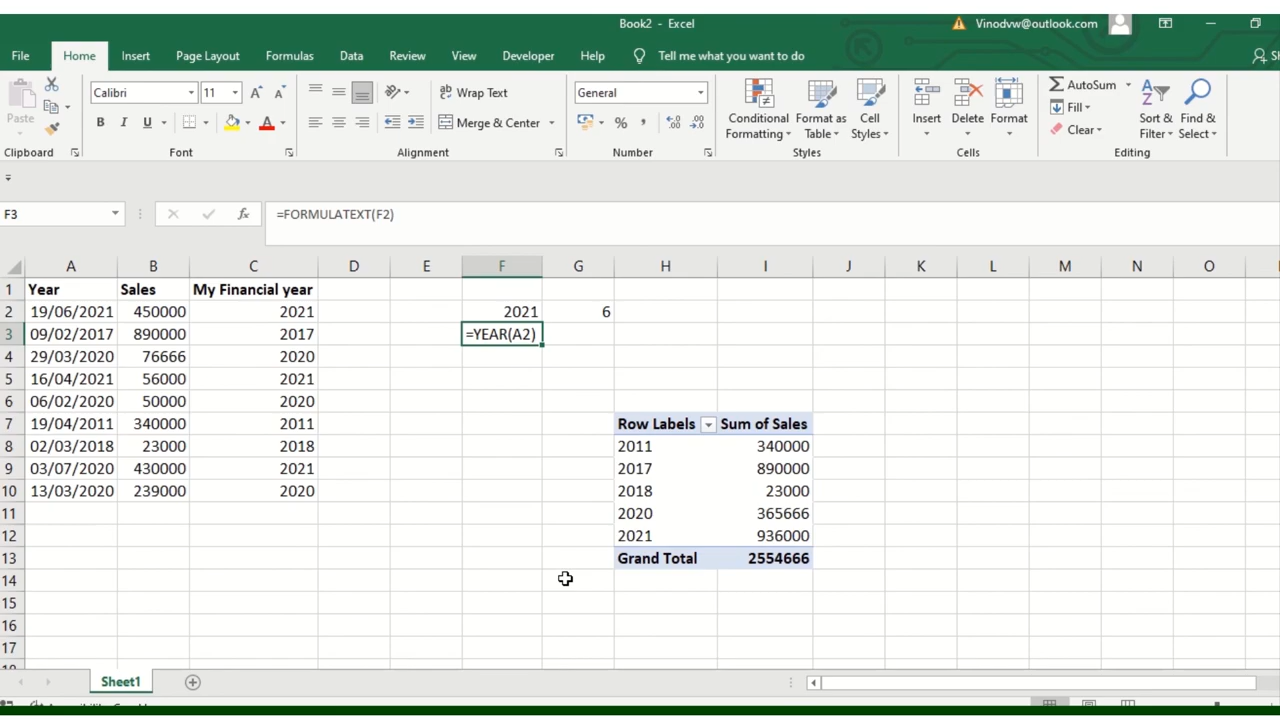 Book2 - Excel
Vinodvw@outlook.com
File Home Insert Page Layout Formulas Data Review View Developer Help Tell me what you want to do
Calibri 11 Wrap Text General AutoSum
Paste Merge & Center Conditional Formatting Format as Table Cell Styles Insert Delete Format Fill Clear Sort & Filter Find & Select
Clipboard Font Alignment Number Styles Cells Editing
F3 fx =FORMULATEXT(F2)
A B C D E F G H I J K L M N O
1 Year Sales My Financial year
2 19/06/2021 450000 2021 2021 6
3 09/02/2017 890000 2017 =YEAR(A2)
4 29/03/2020 76666 2020
5 16/04/2021 56000 2021
6 06/02/2020 50000 2020
7 19/04/2011 340000 2011 Row Labels Sum of Sales
8 02/03/2018 23000 2018 2011 340000
9 03/07/2020 430000 2021 2017 890000
10 13/03/2020 239000 2020 2018 23000
11 2020 365666
12 2021 936000
13 Grand Total 2554666
14
15
16
17
Sheet1